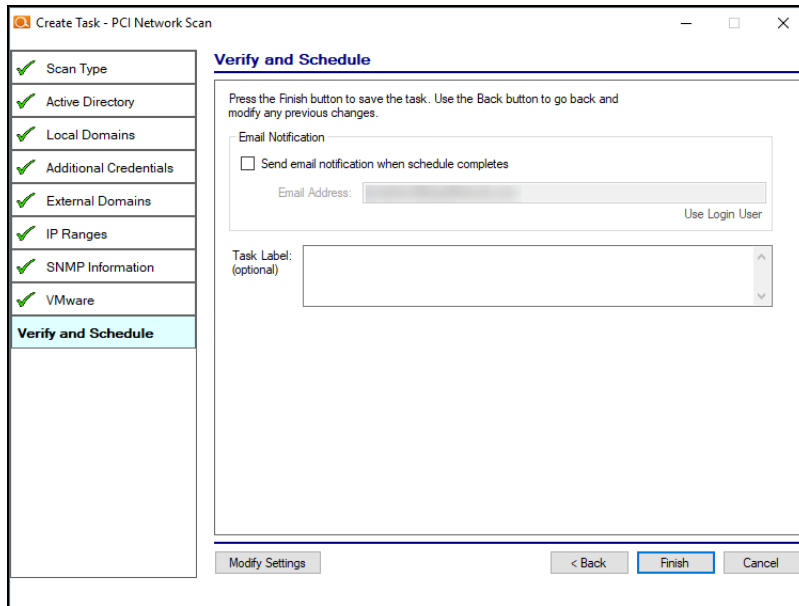 Create Task - PCI Network Scan
Scan Type
Active Directory
Local Domains
Additional Credentials
External Domains
IP Ranges
SNMP Information
VMware
Verify and Schedule
Verify and Schedule
Press the Finish button to save the task. Use the Back button to go back and
modify any previous changes.
Email Notification
Send email notification when schedule completes
Email Address:
Use Login User
Task Label:
(optional)
Modify Settings
< Back
Finish
Cancel